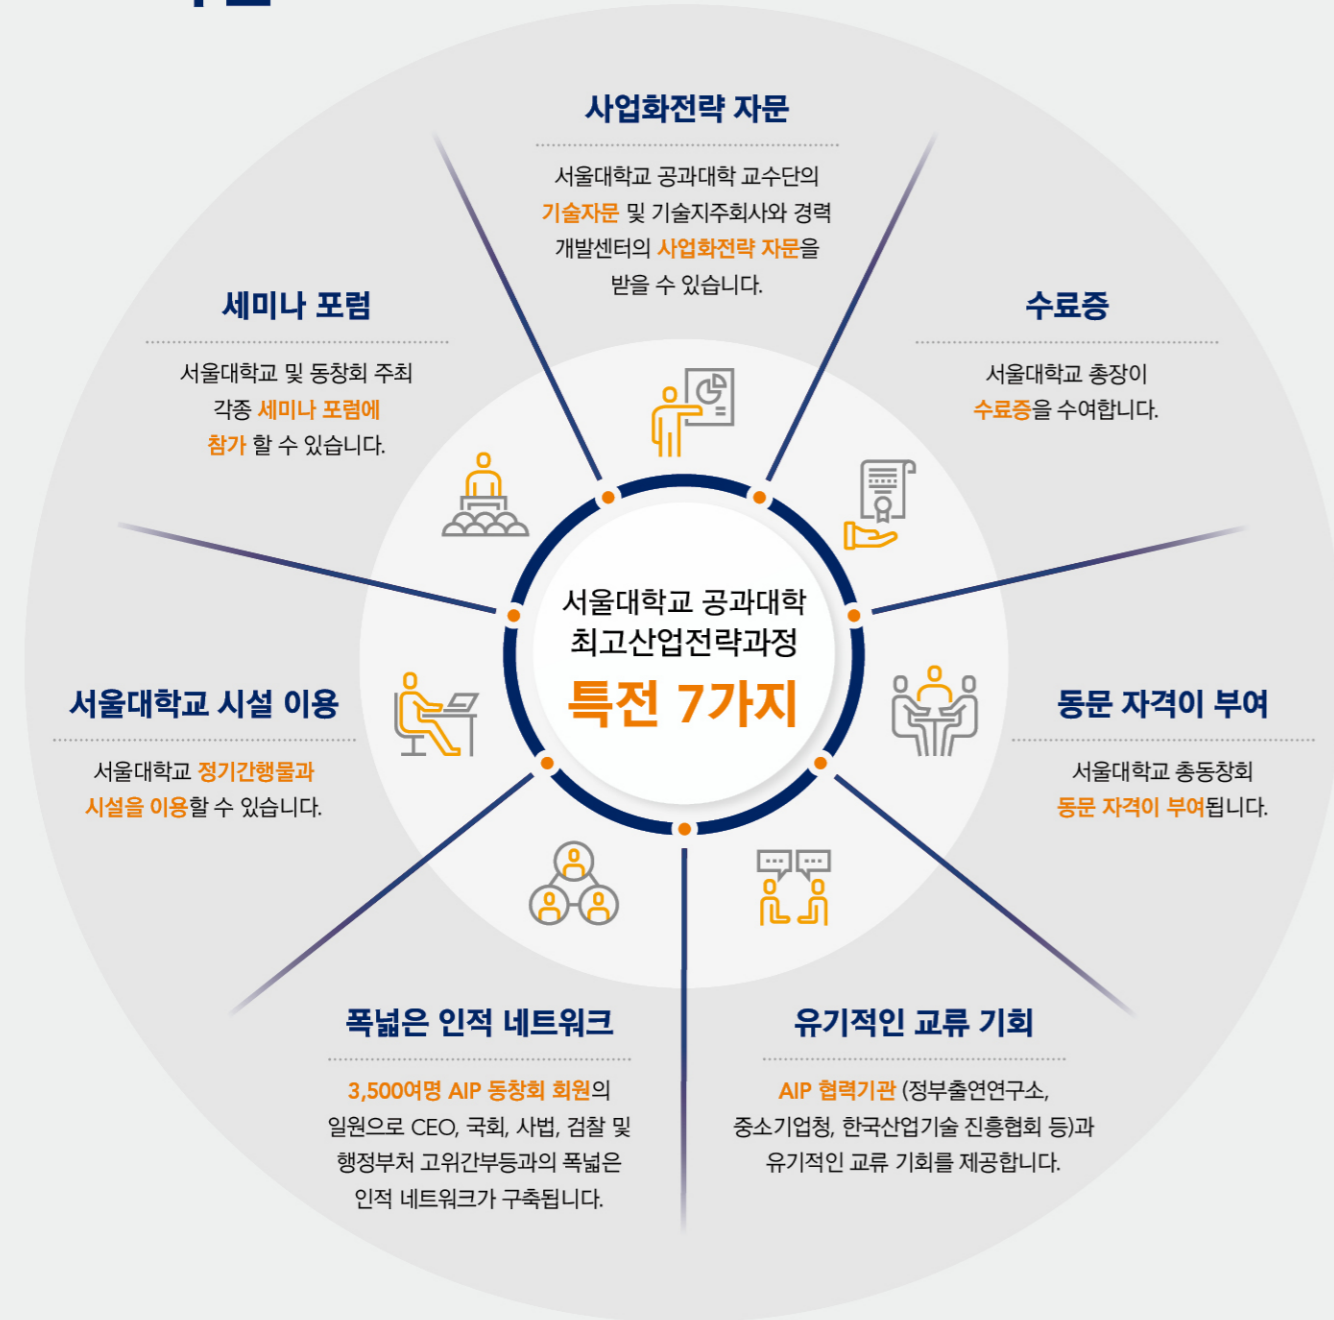 사업화전략 자문
서울대학교 공과대학 교수단의
기술자문 및 기술지주회사와 경력
개발센터의 사업화전략 자문을
받을 수 있습니다.
수료증
서울대학교 총장이
수료증을 수여합니다.
동문 자격이 부여
서울대학교 총동창회
동문 자격이 부여됩니다.
유기적인 교류 기회
AIP 협력기관 (정부출연연구소,
중소기업청, 한국산업기술 진흥협회 등)과
유기적인 교류 기회를 제공합니다.
폭넓은 인적 네트워크
3,500여명 AIP 동창회 회원의
일원으로 CEO, 국회, 사법, 검찰 및
행정부처 고위간부등과의 폭넓은
인적 네트워크가 구축됩니다.
서울대학교 시설 이용
서울대학교 정기간행물과
시설을 이용할 수 있습니다.
세미나 포럼
서울대학교 및 동창회 주최
각종 세미나 포럼에
참가 할 수 있습니다.
서울대학교 공과대학
최고산업전략과정
특전 7가지